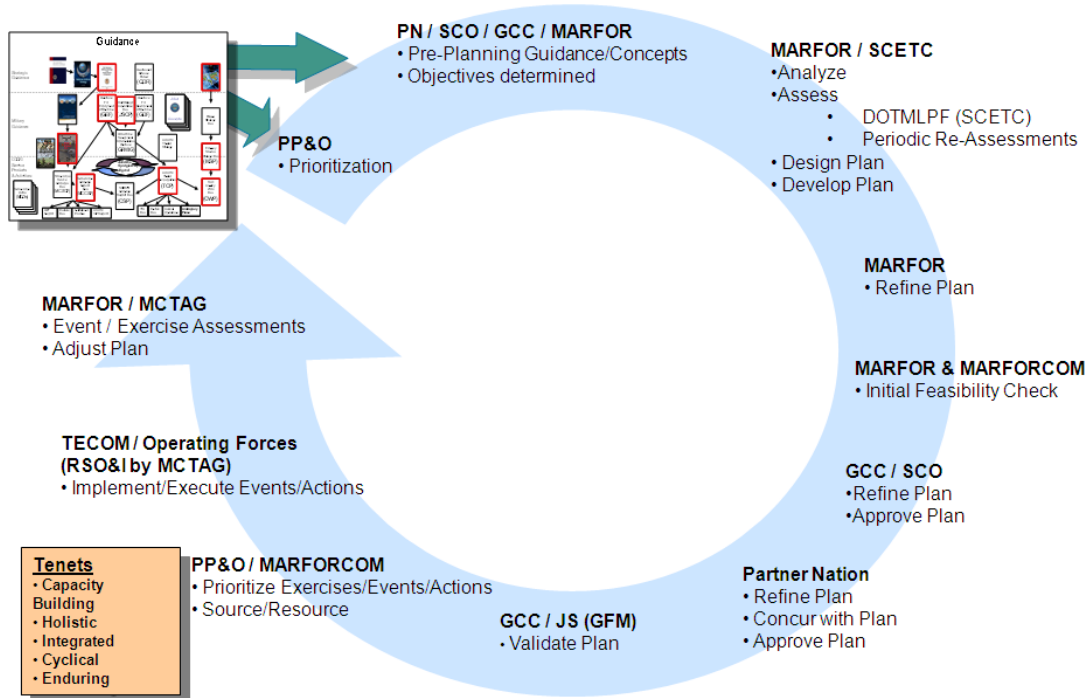 Guidance
PN / SCO / GCC / MARFOR
• Pre-Planning Guidance/Concepts
• Objectives determined
PP&O
• Prioritization
MARFOR / SCETC
•Analyze
•Assess
• DOTMLPF (SCETC)
• Periodic Re-Assessments
• Design Plan
• Develop Plan
MARFOR
• Refine Plan
MARFOR & MARFORCOM
• Initial Feasibility Check
GCC / SCO
•Refine Plan
•Approve Plan
Partner Nation
• Refine Plan
• Concur with Plan
• Approve Plan
GCC / JS (GFM)
• Validate Plan
PP&O / MARFORCOM
• Prioritize Exercises/Events/Actions
• Source/Resource
TECOM / Operating Forces
(RSO&I by MCTAG)
• Implement/Execute Events/Actions
MARFOR / MCTAG
• Event / Exercise Assessments
• Adjust Plan
Tenets
• Capacity
Building
• Holistic
• Integrated
• Cyclical
• Enduring